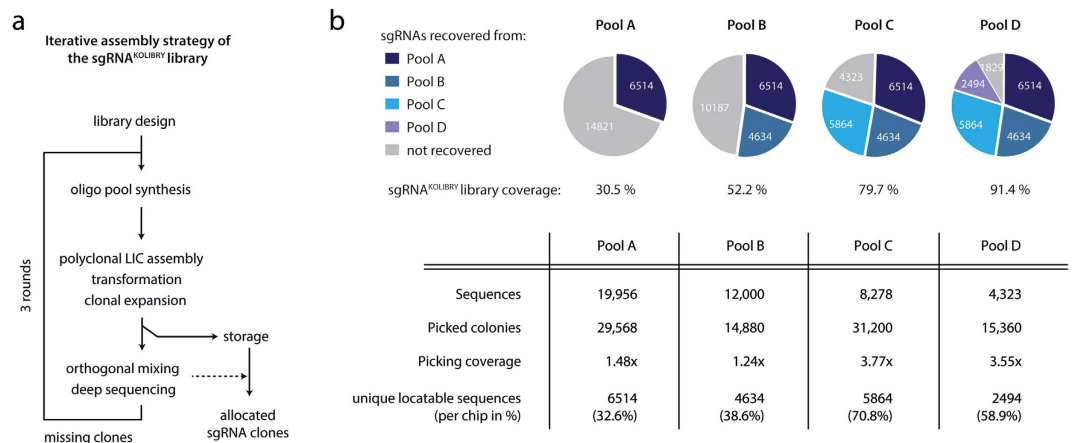 a
Iterative assembly strategy of
the sgRNAᴷᴼᴸᴵᴮᴿʸ library
library design
oligo pool synthesis
polyclonal LIC assembly
transformation
clonal expansion
3 rounds
storage
orthogonal mixing
deep sequencing
allocated
sgRNA clones
missing clones
b
Pool A Pool B Pool C Pool D
sgRNAs recovered from:
Pool A
Pool B
Pool C
Pool D
not recovered
6514
14821
6514
4634
10187
6514
4634
5864
4323
6514
4634
5864
2494
1829
sgRNAᴷᴼᴸᴵᴮᴿʸ library coverage: 30.5 % 52.2 % 79.7 % 91.4 %
Pool A Pool B Pool C Pool D
Sequences 19,956 12,000 8,278 4,323
Picked colonies 29,568 14,880 31,200 15,360
Picking coverage 1.48x 1.24x 3.77x 3.55x
unique locatable sequences 6514 4634 5864 2494
(per chip in %) (32.6%) (38.6%) (70.8%) (58.9%)